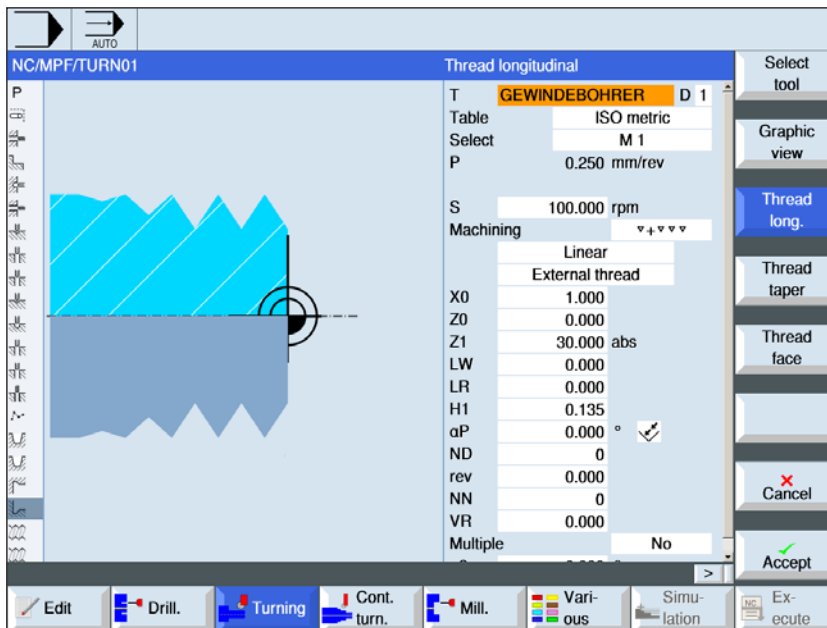 AUTO
NC/MPF/TURN01
Thread longitudinal
P
T GEWINDEBOHRER D 1
Table ISO metric
Select M 1
P 0.250 mm/rev
S 100.000 rpm
Machining
Linear
External thread
X0 1.000
Z0 0.000
Z1 30.000 abs
LW 0.000
LR 0.000
H1 0.135
αP 0.000 °
ND 0
rev 0.000
NN 0
VR 0.000
Multiple No
>
Select
tool
Graphic
view
Thread
long.
Thread
taper
Thread
face
Cancel
Accept
Edit
Drill.
Turning
Cont.
turn.
Mill.
Vari-
ous
Simu-
lation
NC
Ex-
ecute